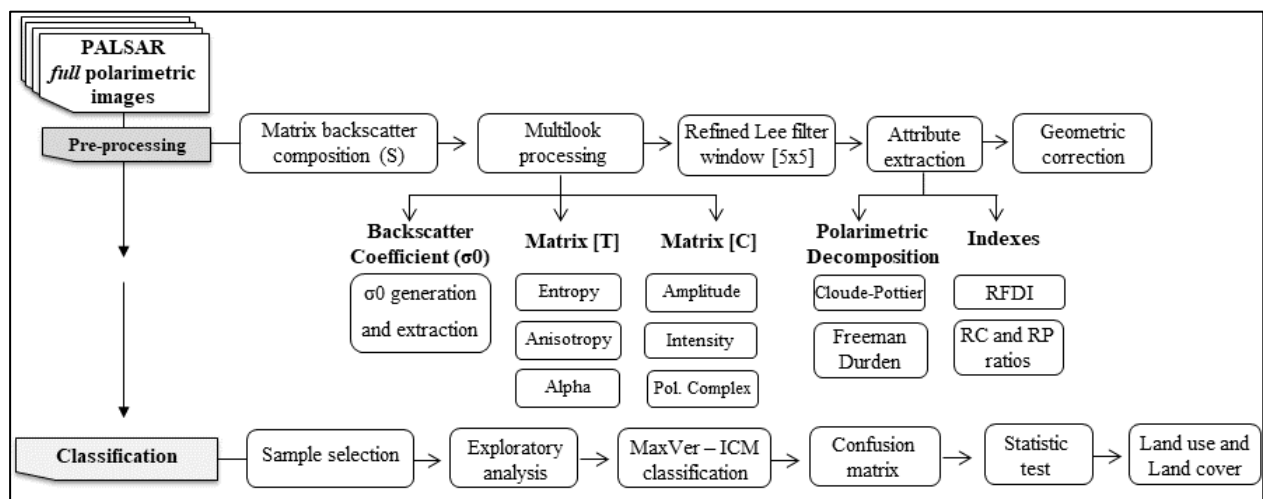 PALSAR
full polarimetric
images
Pre-processing
Matrix backscatter
composition (S)
Multilook
processing
Refined Lee filter
window [5x5]
Attribute
extraction
Geometric
correction
Backscatter
Coefficient (σ0)
σ0 generation
and extraction
Matrix [T]
Entropy
Anisotropy
Alpha
Matrix [C]
Amplitude
Intensity
Pol. Complex
Polarimetric
Decomposition
Cloude-Pottier
Freeman
Durden
Indexes
RFDI
RC and RP
ratios
Classification
Sample selection
Exploratory
analysis
MaxVer – ICM
classification
Confusion
matrix
Statistic
test
Land use and
Land cover